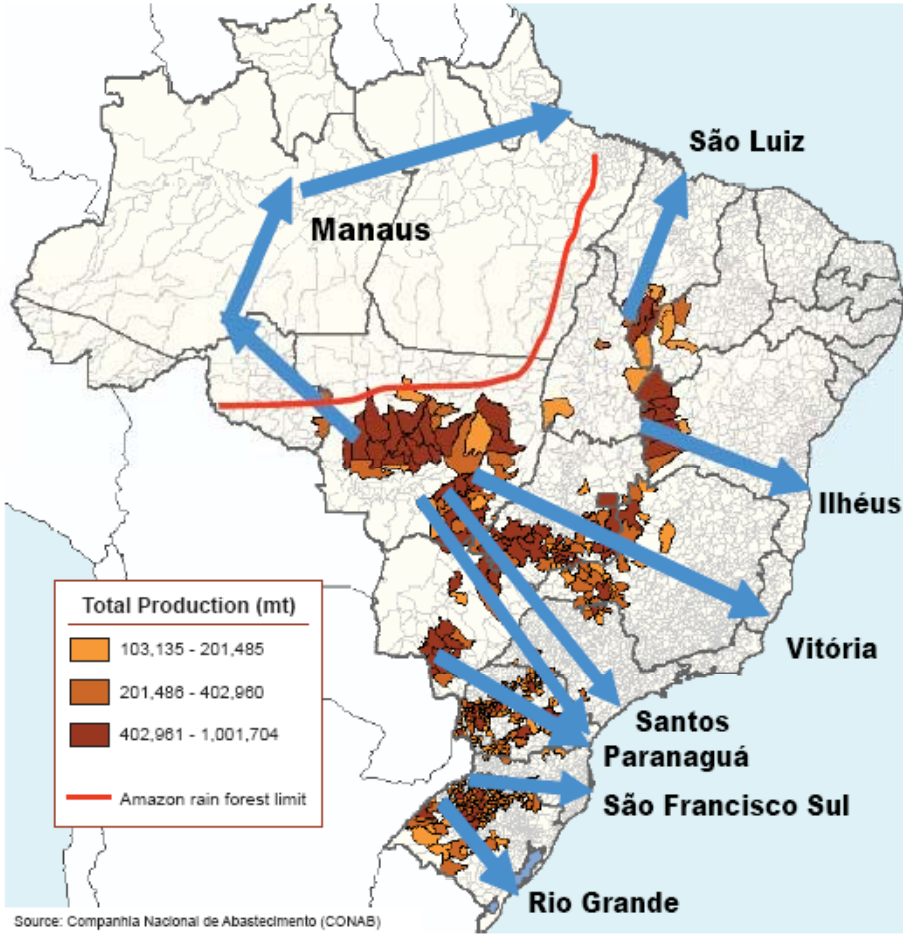 São Luiz
Manaus
Ilhéus
Total Production (mt)
103,135 - 201,485
201,486 - 402,960
402,961 - 1,001,704
Amazon rain forest limit
Vitória
Santos
Paranaguá
São Francisco Sul
Rio Grande
Source: Companhia Nacional de Abastecimento (CONAB)